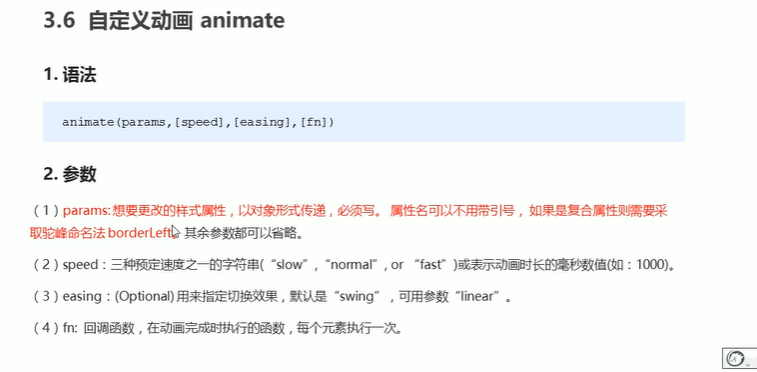 3.6 自定义动画 animate
1. 语法
animate(params,[speed],[easing],[fn])
2. 参数
（1）params: 想要更改的样式属性，以对象形式传递，必须写。 属性名可以不用带引号， 如果是复合属性则需要采
取驼峰命名法 borderLeft。其余参数都可以省略。
（2）speed：三种预定速度之一的字符串(“slow”,“normal”, or “fast”)或表示动画时长的毫秒数值(如：1000)。
（3）easing：(Optional) 用来指定切换效果，默认是“swing”，可用参数“linear”。
（4）fn: 回调函数，在动画完成时执行的函数，每个元素执行一次。